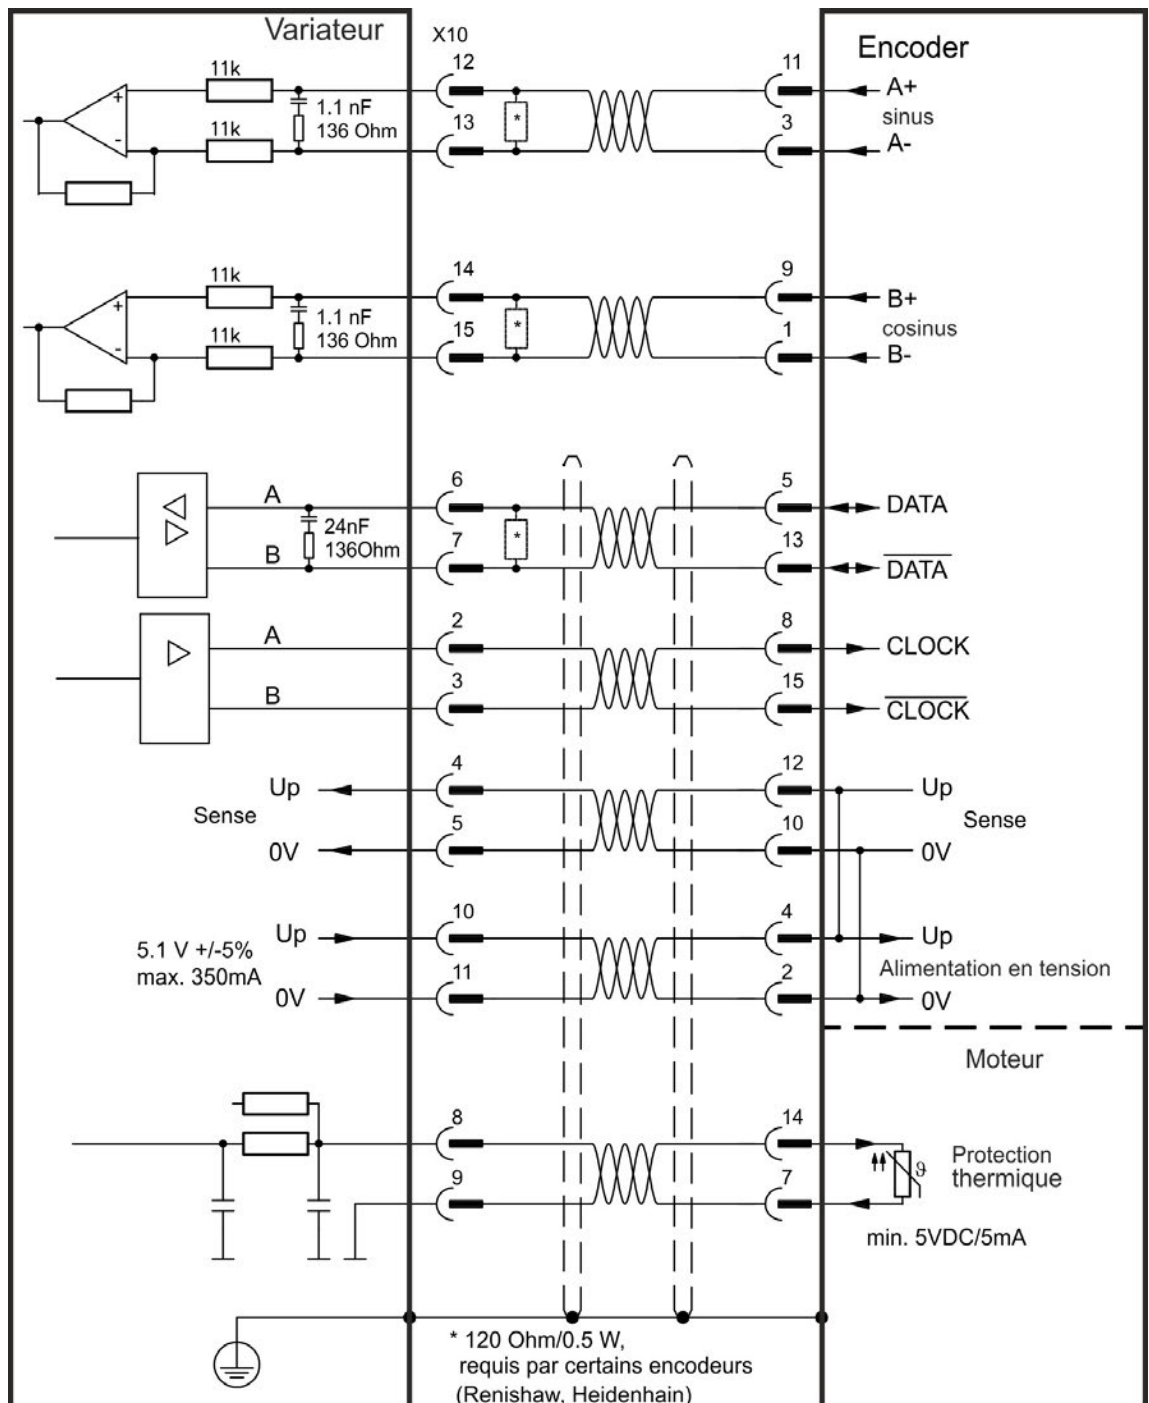 Variateur
X10
Encoder
11k
12
11
A+
+
1.1 nF
*
sinus
11k
136 Ohm
13
3
A-
-
11k
14
9
B+
+
1.1 nF
*
cosinus
11k
136 Ohm
15
1
B-
-
A
6
5
DATA
24nF
136Ohm
*
B
7
13
DATA
A
2
8
CLOCK
B
3
15
CLOCK
Up
4
12
Up
Sense
Sense
0V
5
10
0V
Up
10
4
Up
5.1 V +/-5%
max. 350mA
Alimentation en tension
0V
11
2
0V
Moteur
8
14
Protection
thermique
ϑ
9
7
min. 5VDC/5mA
* 120 Ohm/0.5 W,
requis par certains encodeurs
(Renishaw, Heidenhain)